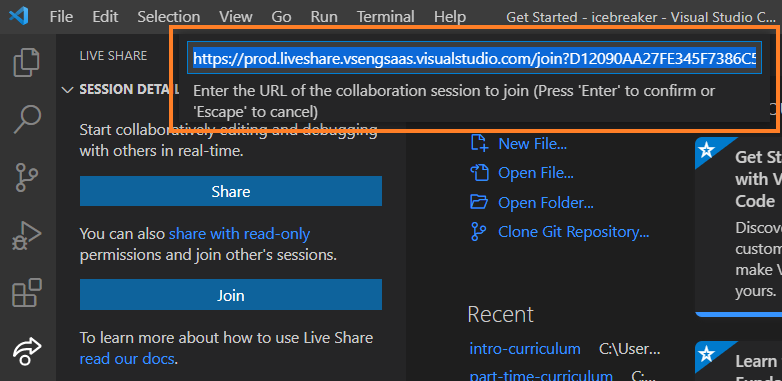 File Edit Selection View Go Run Terminal Help Get Started - icebreaker - Visual Studio C...
LIVE SHARE
SESSION DETAIL
https://prod.liveshare.vsengsaas.visualstudio.com/join?D12090AA27FE345F7386C5
Enter the URL of the collaboration session to join (Press 'Enter' to confirm or
'Escape' to cancel)
Start collaboratively editing and debugging
with others in real-time.
Share
You can also share with read-only
permissions and join other's sessions.
Join
To learn more about how to use Live Share
read our docs.
New File...
Open File...
Open Folder...
Clone Git Repository...
Recent
intro-curriculum C:\User...
part-time-curriculum C:\User...
Get St
with V
Code
Discove
custom
make V
yours.
Learn